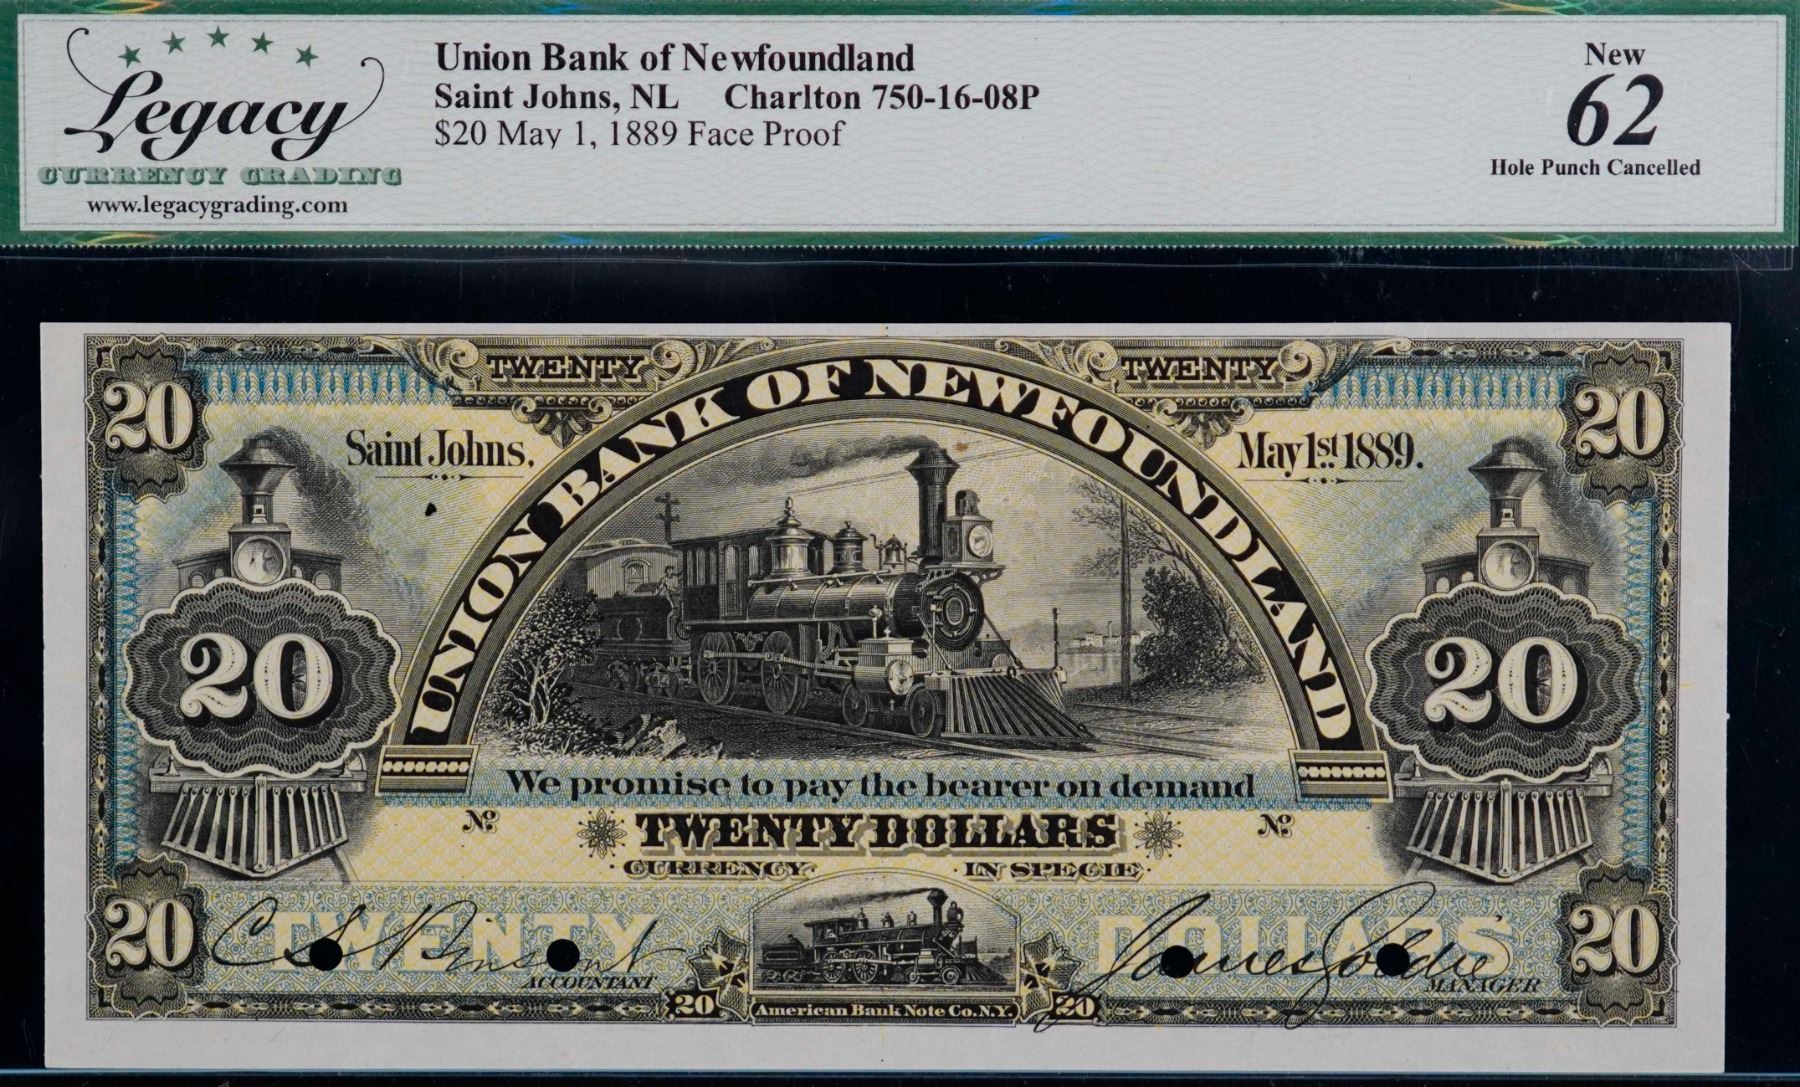 Legacy
CURRENCY GRADING
www.legacygrading.com
Union Bank of Newfoundland
Saint Johns, NL Charlton 750-16-08P
$20 May 1, 1889 Face Proof
New
62
Hole Punch Cancelled
TWENTY TWENTY
20 20
UNION BANK OF NEWFOUNDLAND
Saint Johns. May 1st 1889.
20 20
We promise to pay the bearer on demand
No TWENTY DOLLARS No
CURRENCY IN SPECIE
20 TWENTY DOLLARS 20
C S Pinsent James Goldie
ACCOUNTANT MANAGER
20 American Bank Note Co. N.Y. 20